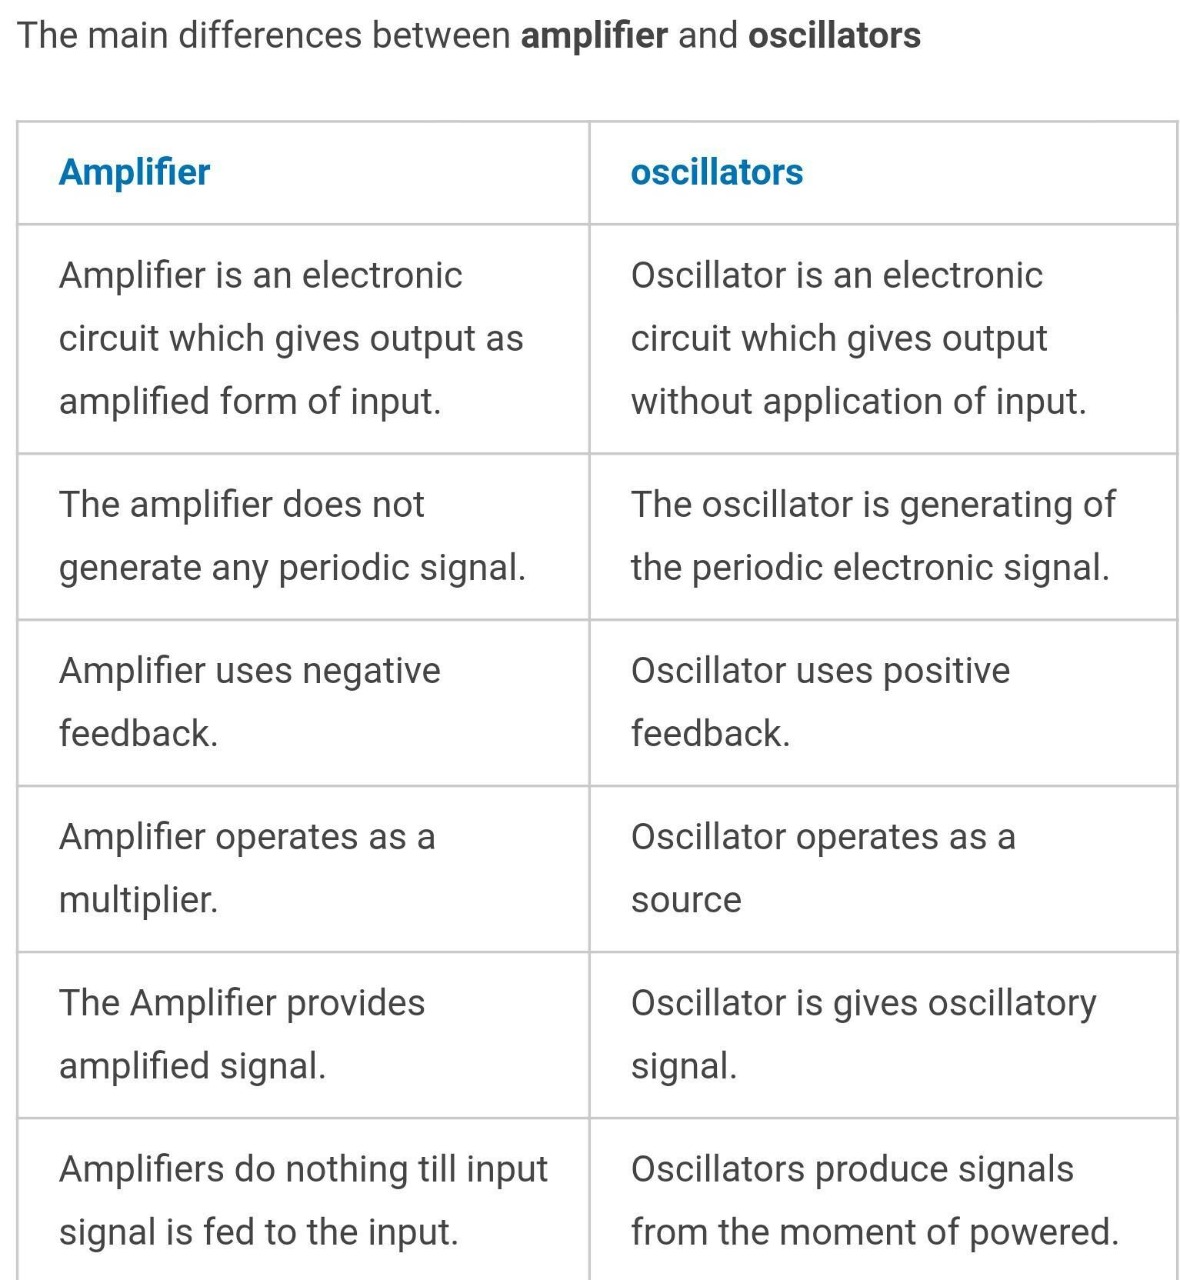 The main differences between amplifier and oscillators
Amplifier
oscillators
Amplifier is an electronic
circuit which gives output as
amplified form of input.
Oscillator is an electronic
circuit which gives output
without application of input.
The amplifier does not
generate any periodic signal.
The oscillator is generating of
the periodic electronic signal.
Amplifier uses negative
feedback.
Oscillator uses positive
feedback.
Amplifier operates as a
multiplier.
Oscillator operates as a
source
The Amplifier provides
amplified signal.
Oscillator is gives oscillatory
signal.
Amplifiers do nothing till input
signal is fed to the input.
Oscillators produce signals
from the moment of powered.